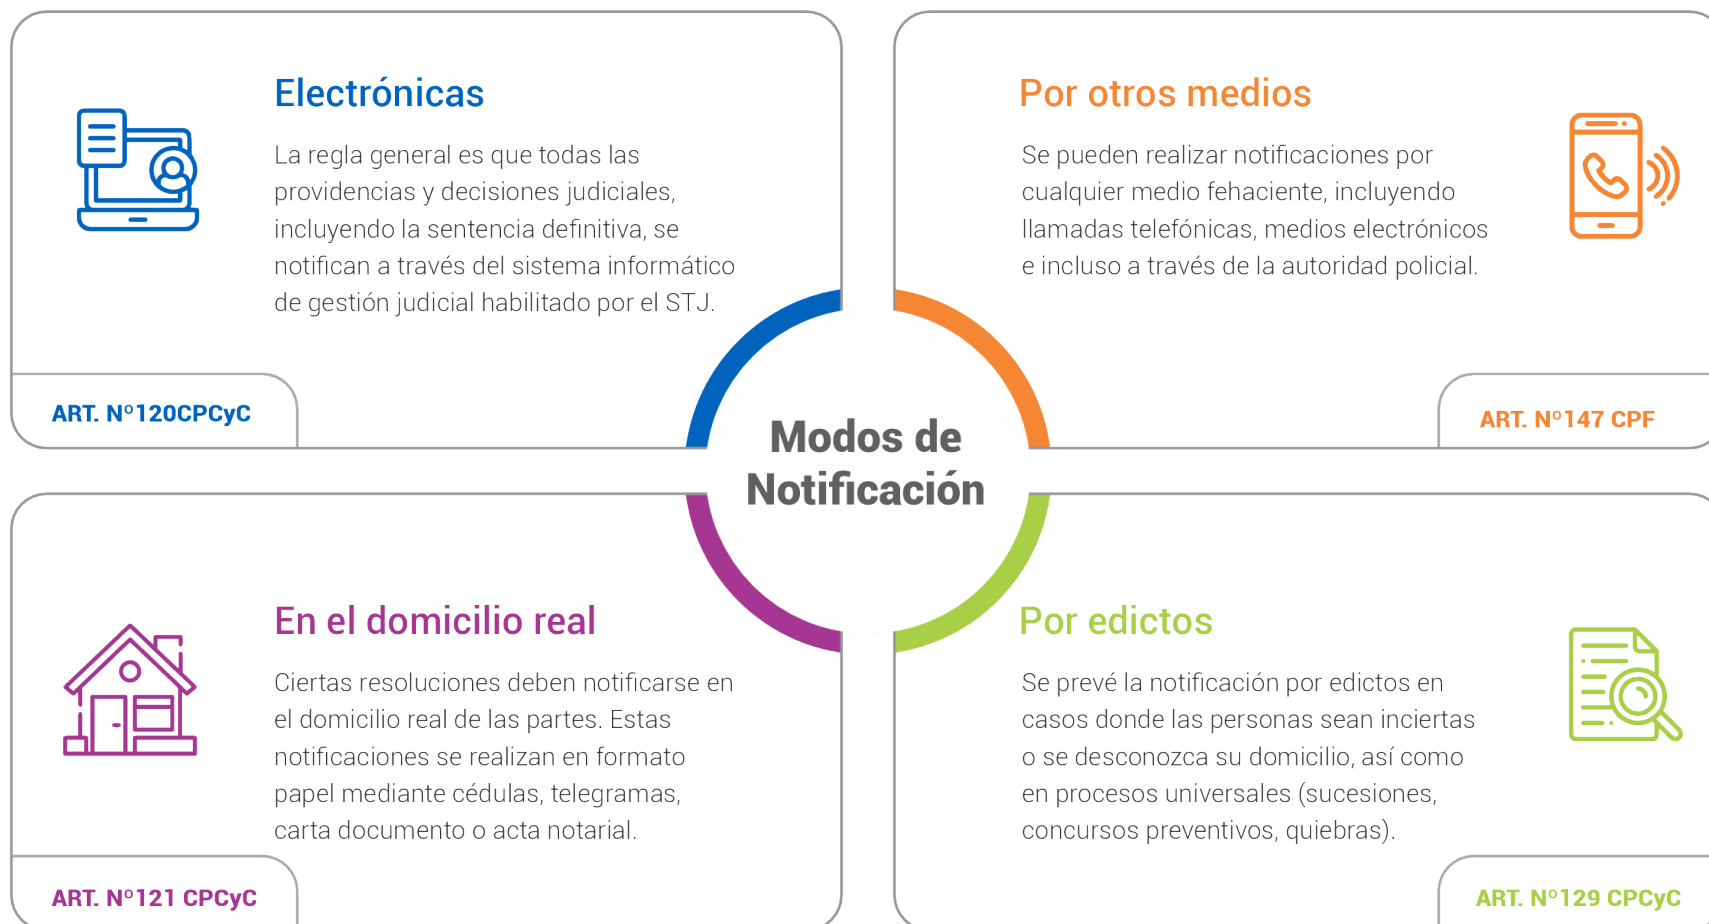 Electrónicas
La regla general es que todas las
providencias y decisiones judiciales,
incluyendo la sentencia definitiva, se
notifican a través del sistema informático
de gestión judicial habilitado por el STJ.
ART. Nº120CPCyC
Por otros medios
Se pueden realizar notificaciones por
cualquier medio fehaciente, incluyendo
llamadas telefónicas, medios electrónicos
e incluso a través de la autoridad policial.
ART. Nº147 CPF
Modos de
Notificación
En el domicilio real
Ciertas resoluciones deben notificarse en
el domicilio real de las partes. Estas
notificaciones se realizan en formato
papel mediante cédulas, telegramas,
carta documento o acta notarial.
ART. Nº121 CPCyC
Por edictos
Se prevé la notificación por edictos en
casos donde las personas sean inciertas
o se desconozca su domicilio, así como
en procesos universales (sucesiones,
concursos preventivos, quiebras).
ART. Nº129 CPCyC